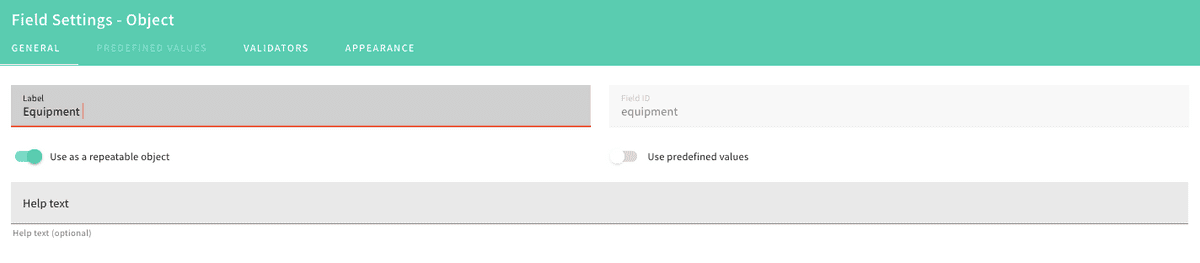 Field Settings - Object
GENERAL PREDEFINED VALUES VALIDATORS APPEARANCE
Label
Equipment
Field ID
equipment
Use as a repeatable object
Use predefined values
Help text
Help text (optional)